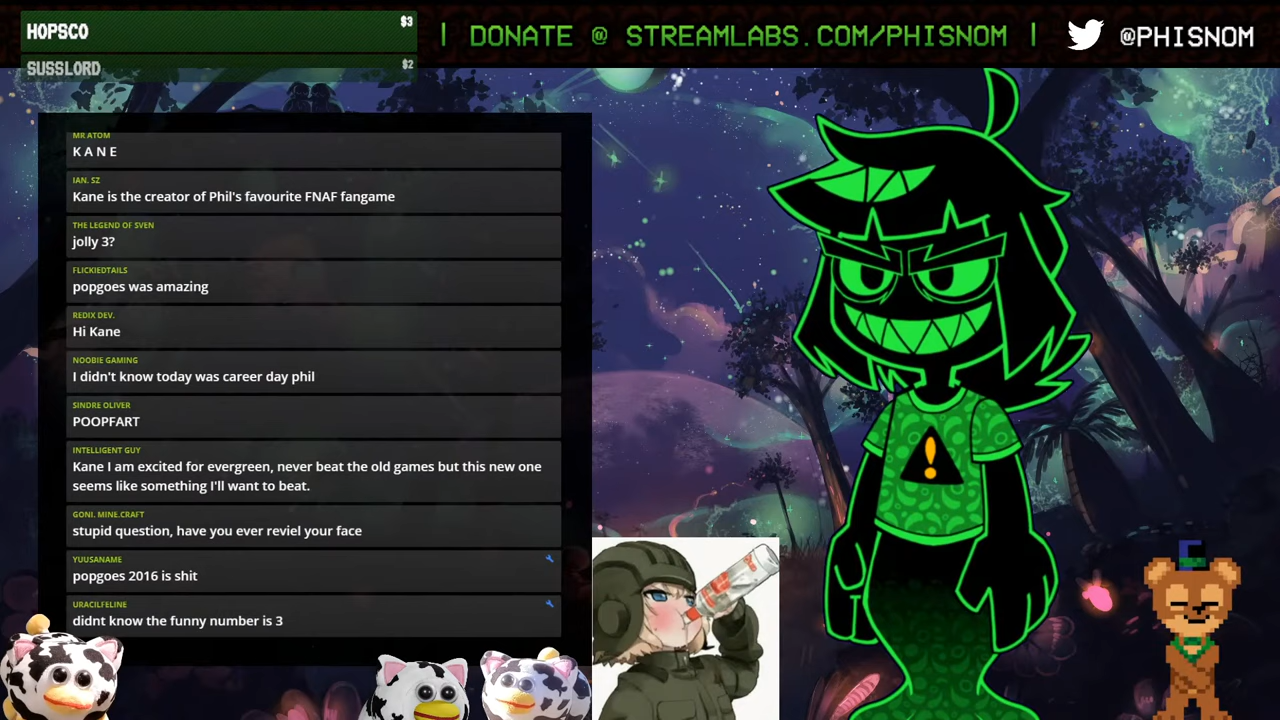 HOPSCO $3
SUSSLORD $2
| DONATE @ STREAMLABS.COM/PHISNOM | @PHISNOM
MR ATOM
K A N E
IAN. SZ
Kane is the creator of Phil's favourite FNAF fangame
THE LEGEND OF SVEN
jolly 3?
FLICKIEDTAILS
popgoes was amazing
REDIX DEV.
Hi Kane
NOOBIE GAMING
I didn't know today was career day phil
SINDRE OLIVER
POOPFART
INTELLIGENT GUY
Kane I am excited for evergreen, never beat the old games but this new one
seems like something I'll want to beat.
GONI. MINE.CRAFT
stupid question, have you ever reviel your face
YUUSANAME
popgoes 2016 is shit
URACILFELINE
didnt know the funny number is 3
!